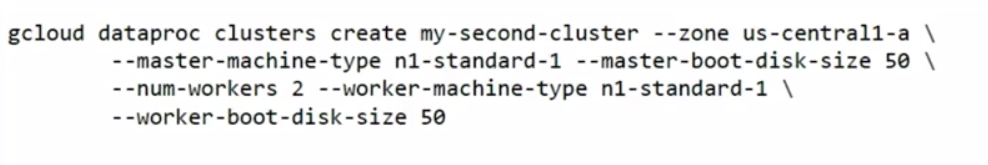 gcloud dataproc clusters create my-second-cluster --zone us-central1-a \
--master-machine-type n1-standard-1 --master-boot-disk-size 50 \
--num-workers 2 --worker-machine-type n1-standard-1 \
--worker-boot-disk-size 50